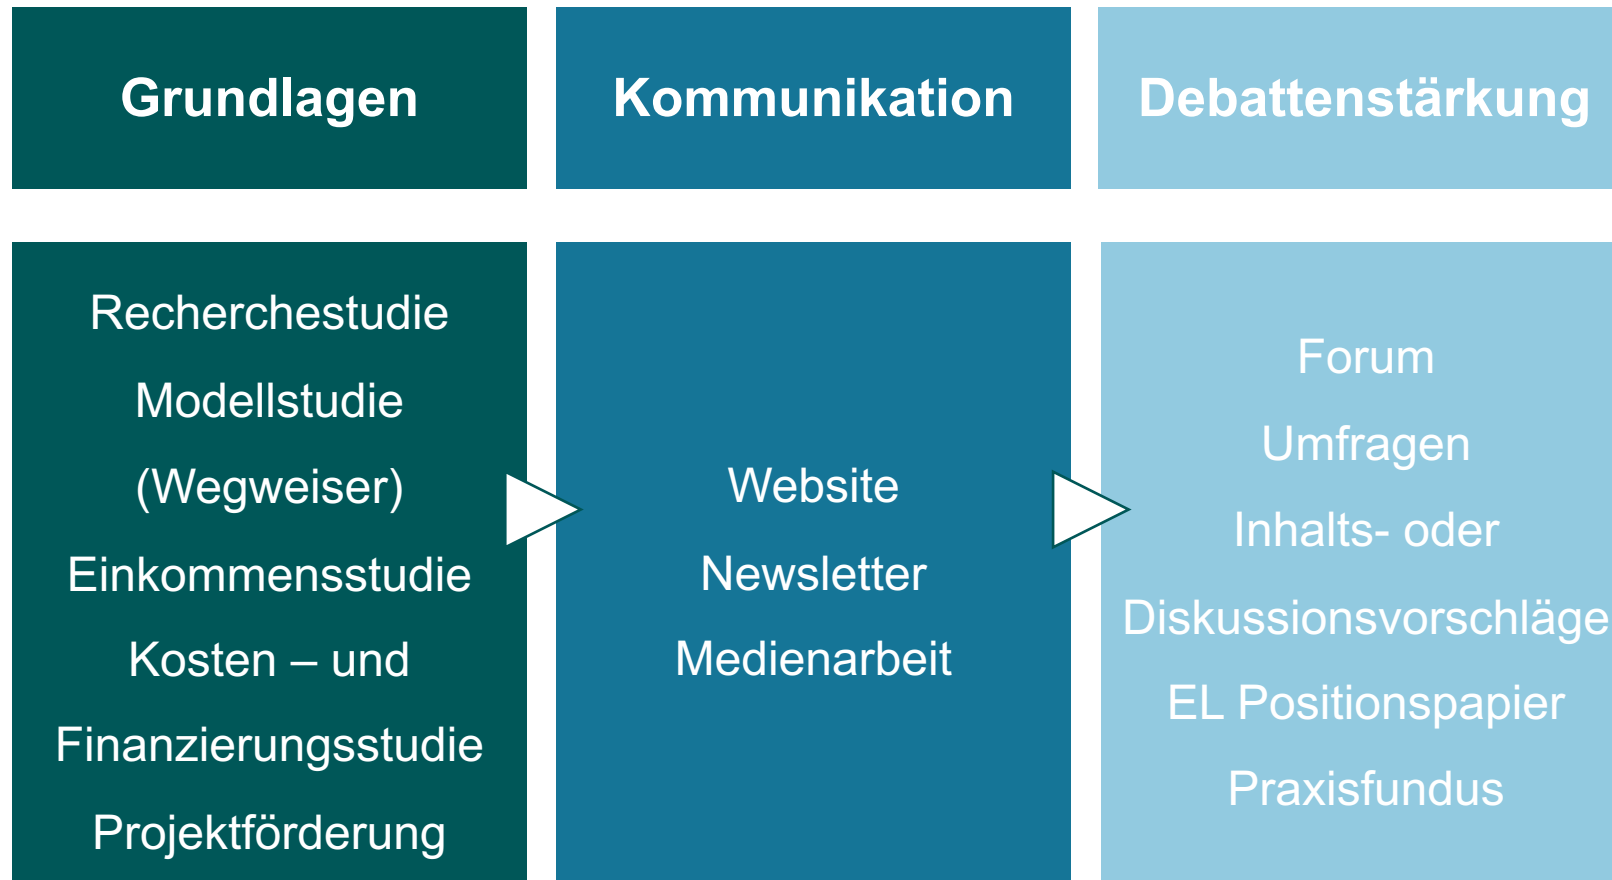 Grundlagen
Kommunikation
Debattenstärkung
Recherchestudie
Modellstudie
(Wegweiser)
Einkommensstudie
Kosten – und
Finanzierungsstudie
Projektförderung
Website
Newsletter
Medienarbeit
Forum
Umfragen
Inhalts- oder
Diskussionsvorschläge
EL Positionspapier
Praxisfundus